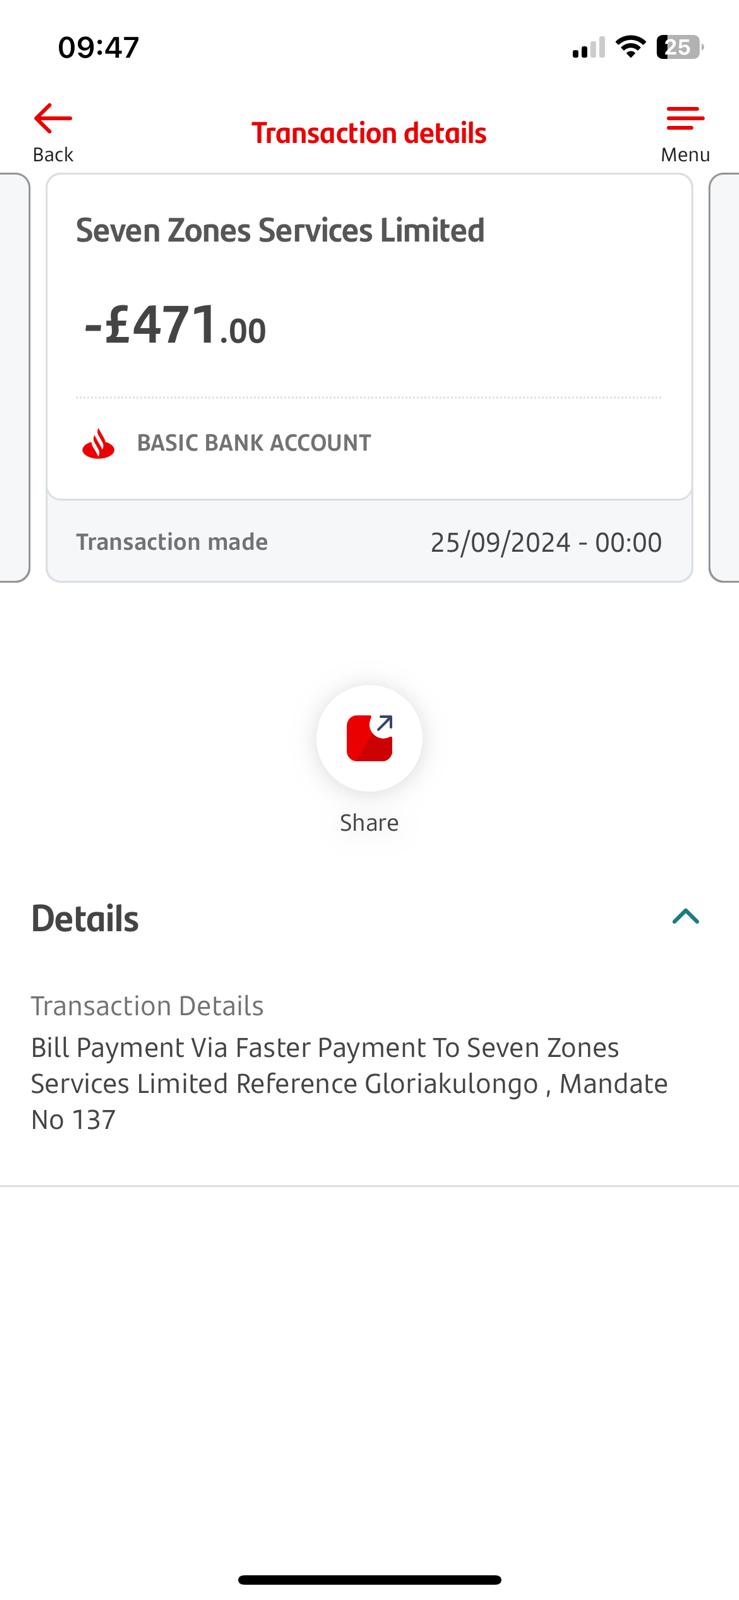 09:47
25
Back
Transaction details
Menu
Seven Zones Services Limited
-£471.00
BASIC BANK ACCOUNT
Transaction made
25/09/2024 - 00:00
Share
Details
Transaction Details
Bill Payment Via Faster Payment To Seven Zones
Services Limited Reference Gloriakulongo , Mandate
No 137